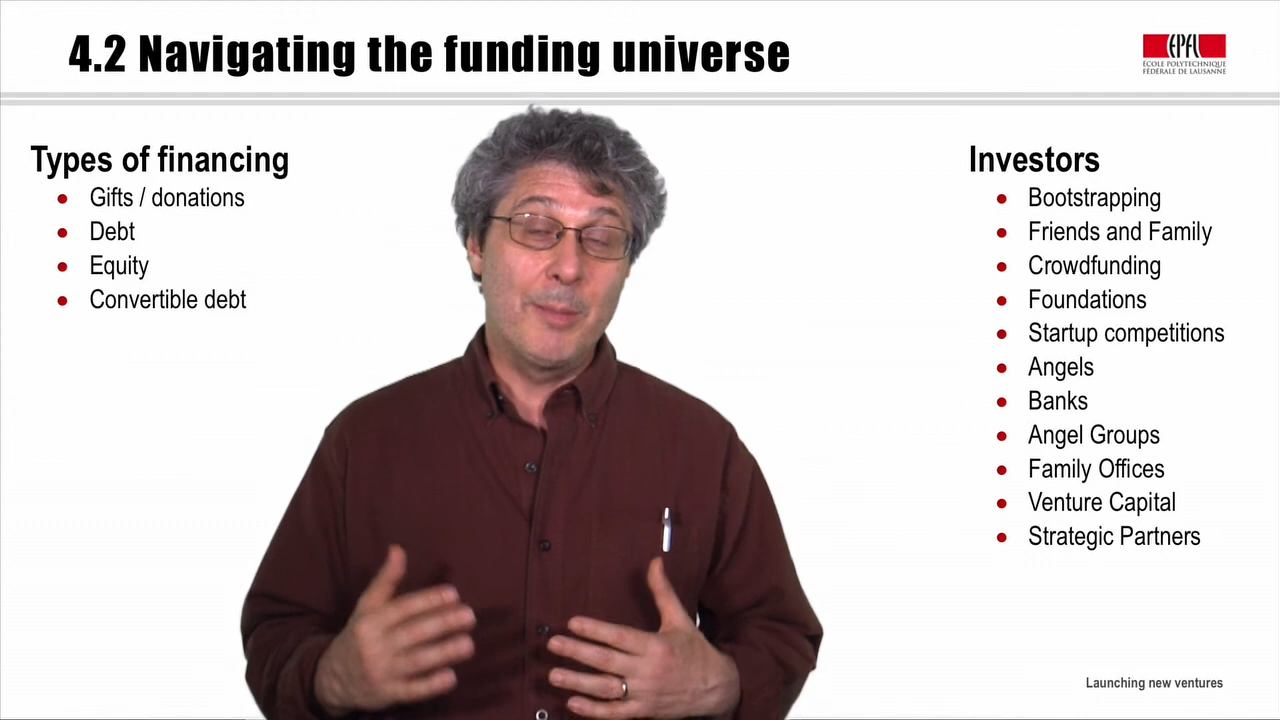 4.2 Navigating the funding universe
EPFL
ÉCOLE POLYTECHNIQUE
FÉDÉRALE DE LAUSANNE
Types of financing
Gifts / donations
Debt
Equity
Convertible debt
Investors
Bootstrapping
Friends and Family
Crowdfunding
Foundations
Startup competitions
Angels
Banks
Angel Groups
Family Offices
Venture Capital
Strategic Partners
Launching new ventures